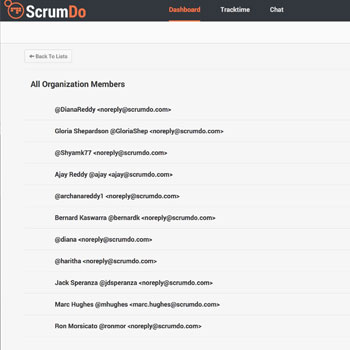 ScrumDo
Dashboard Tracktime Chat
Back To Lists
All Organization Members
@DianaReddy <noreply@scrumdo.com>
Gloria Shepardson @GloriaShep <noreply@scrumdo.com>
@Shyamk77 <noreply@scrumdo.com>
Ajay Reddy @ajay <ajay@scrumdo.com>
@archanareddy1 <noreply@scrumdo.com>
Bernard Kaswarra @bernardk <noreply@scrumdo.com>
@diana <noreply@scrumdo.com>
@haritha <noreply@scrumdo.com>
Jack Speranza @jdsperanza <noreply@scrumdo.com>
Marc Hughes @mhughes <marc.hughes@scrumdo.com>
Ron Morsicato @ronmor <noreply@scrumdo.com>